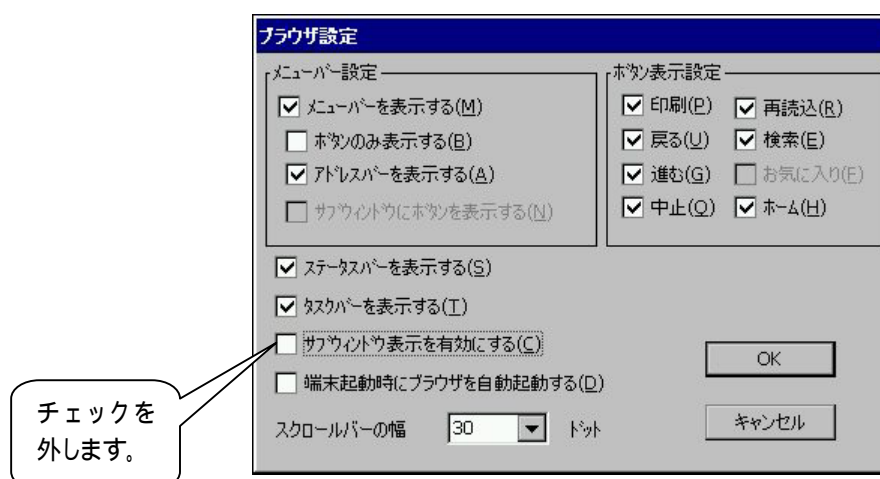 ブラウザ設定
ﾒﾆｭｰﾊﾞｰ設定
ﾒﾆｭｰﾊﾞｰを表示する(M)
ﾎﾞﾀﾝのみ表示する(B)
ｱﾄﾞﾚｽﾊﾞｰを表示する(A)
ｻﾌﾞｳｨﾝﾄﾞｳにﾎﾞﾀﾝを表示する(N)
ﾎﾞﾀﾝ表示設定
印刷(P) 再読込(R)
戻る(U) 検索(E)
進む(G) お気に入り(F)
中止(Q) ﾎｰﾑ(H)
ｽﾃｰﾀｽﾊﾞｰを表示する(S)
ﾀｽｸﾊﾞｰを表示する(T)
ｻﾌﾞｳｨﾝﾄﾞｳ表示を有効にする(C)
端末起動時にブラウザを自動起動する(D)
スクロールバーの幅 30 ﾄﾞｯﾄ
OK
キャンセル
チェックを
外します。